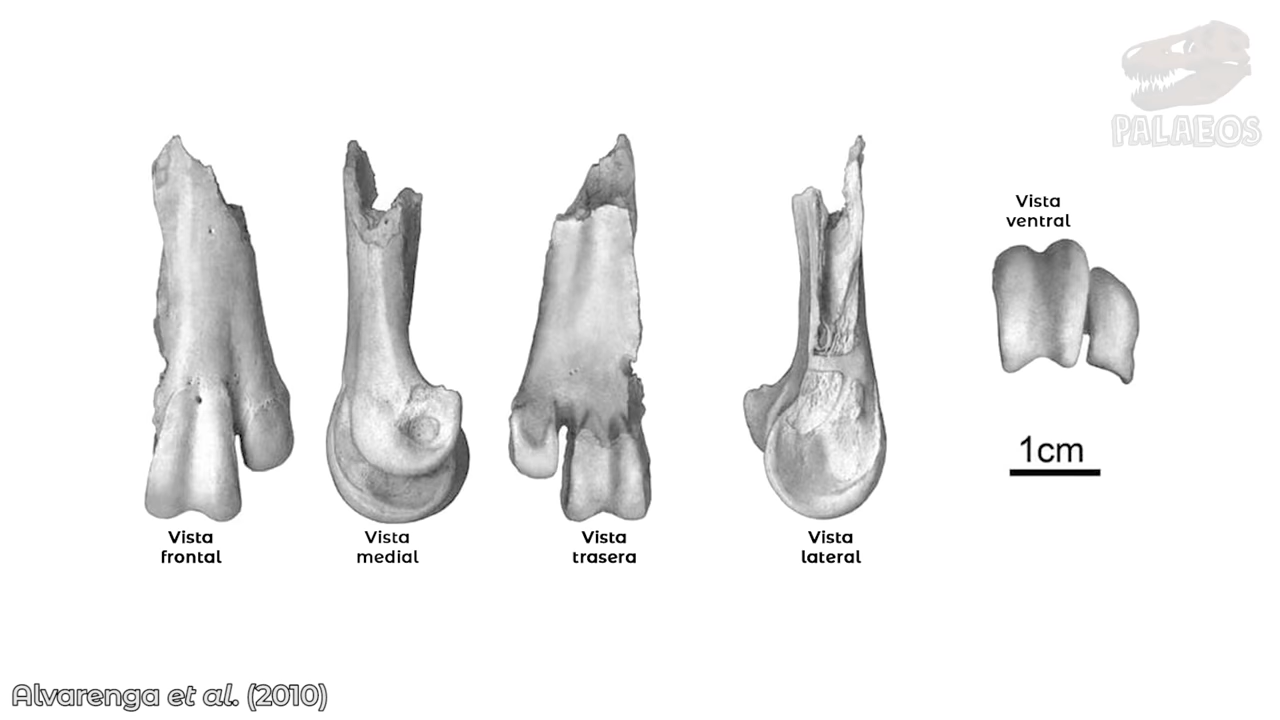 PALAEOS
Vista
ventral
1cm
Vista
frontal
Vista
medial
Vista
trasera
Vista
lateral
Alvarenga et al. (2010)